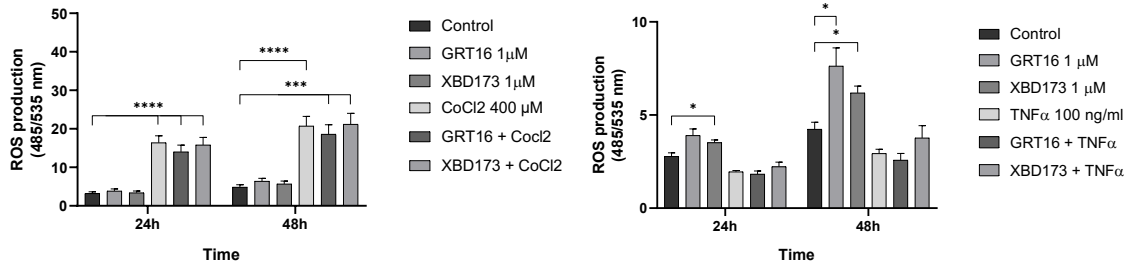 50
40
30
20
10
0
ROS production
(485/535 nm)
****
****
***
24h
48h
Time
Control
GRT16 1µM
XBD173 1µM
CoCl2 400 µM
GRT16 + Cocl2
XBD173 + CoCl2
10
5
0
ROS production
(485/535 nm)
*
*
*
24h
48h
Time
Control
GRT16 1 µM
XBD173 1 µM
TNFα 100 ng/ml
GRT16 + TNFα
XBD173 + TNFα